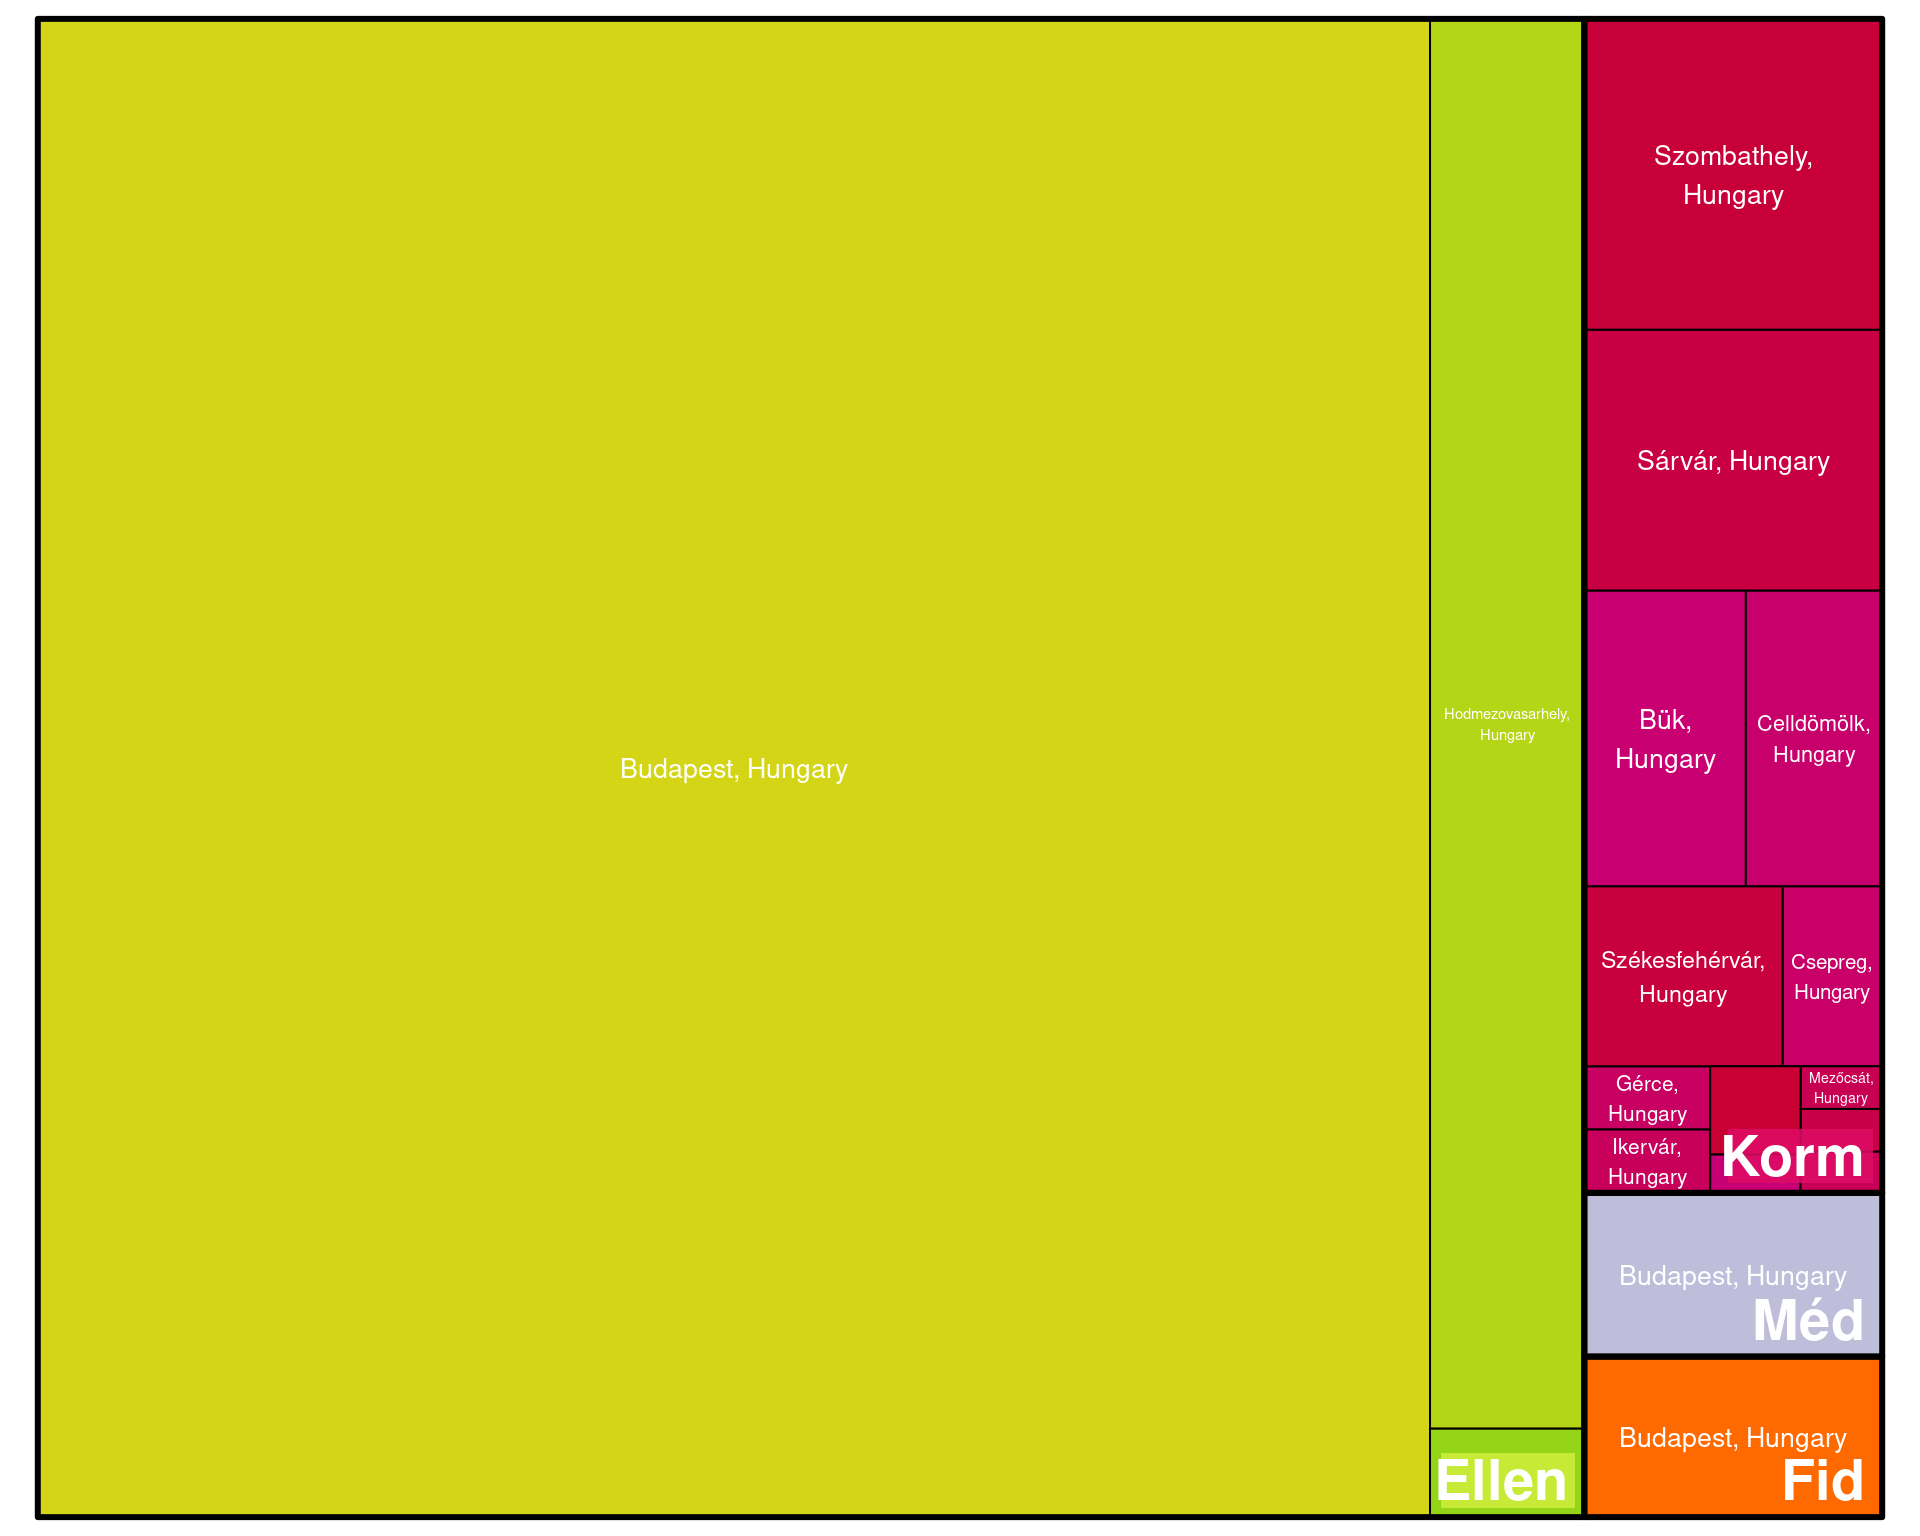 Budapest, Hungary
Hodmezovasarhely,
Hungary
Ellen
Szombathely,
Hungary
Sárvár, Hungary
Bük,
Hungary
Celldömölk,
Hungary
Székesfehérvár,
Hungary
Csepreg,
Hungary
Gérce,
Hungary
Ikervár,
Hungary
Mezőcsát,
Hungary
Korm
Budapest, Hungary
Méd
Budapest, Hungary
Fid